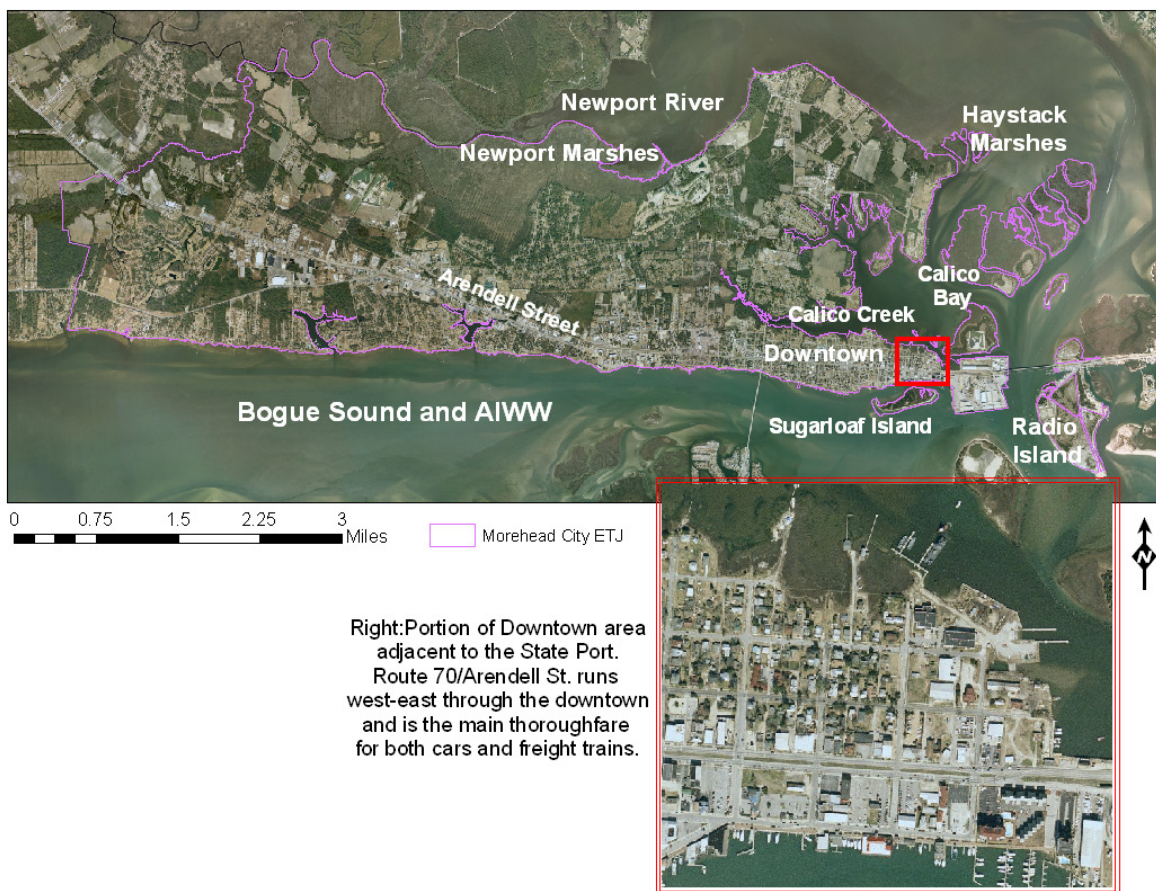 Newport River
Haystack
Marshes
Newport Marshes
Calico
Bay
Arendell Street
Calico Creek
Downtown
Bogue Sound and AIWW
Sugarloaf Island
Radio
Island
0 0.75 1.5 2.25 3
Miles
Morehead City ETJ
N
Right:Portion of Downtown area
adjacent to the State Port.
Route 70/Arendell St. runs
west-east through the downtown
and is the main thoroughfare
for both cars and freight trains.